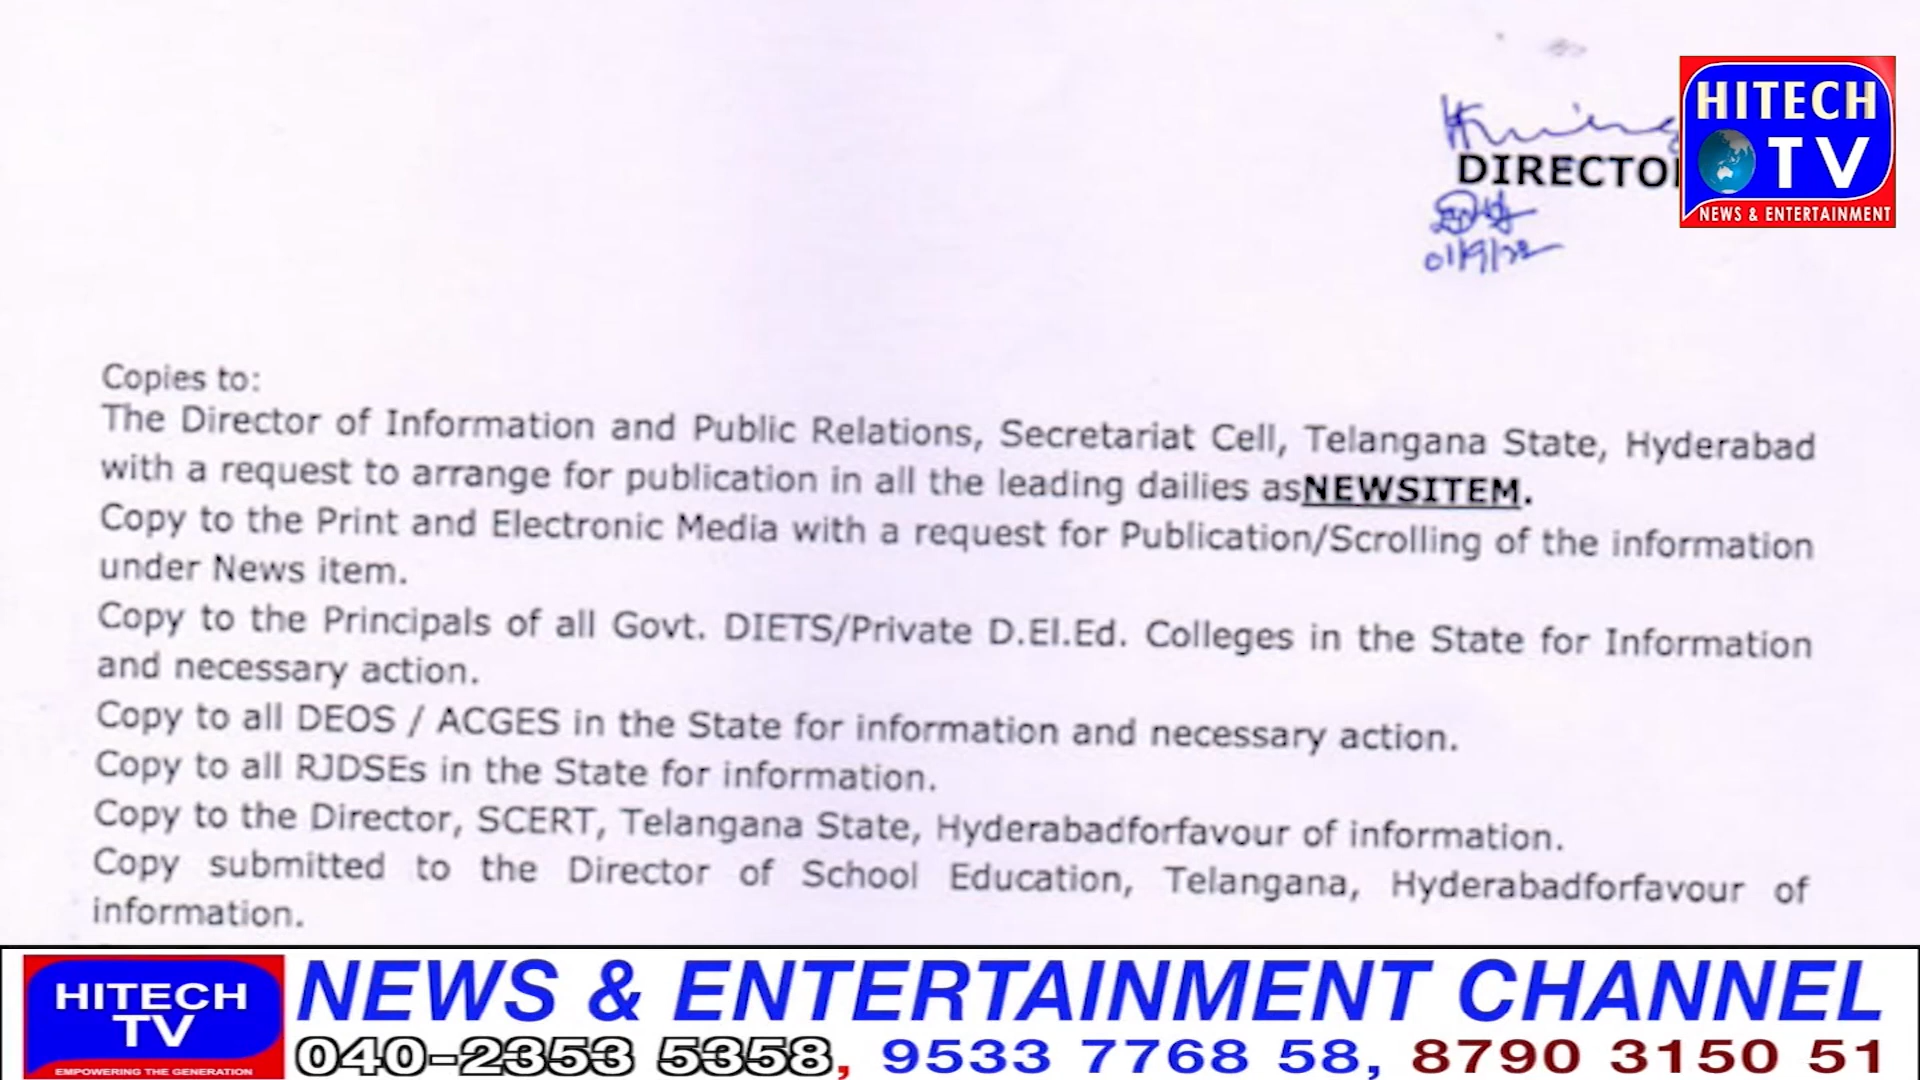 HITECH
TV
NEWS & ENTERTAINMENT
DIRECTO
01/9/22
Copies to:
The Director of Information and Public Relations, Secretariat Cell, Telangana State, Hyderabad
with a request to arrange for publication in all the leading dailies asNEWSITEM.
Copy to the Print and Electronic Media with a request for Publication/Scrolling of the information
under News item.
Copy to the Principals of all Govt. DIETS/Private D.El.Ed. Colleges in the State for Information
and necessary action.
Copy to all DEOS / ACGES in the State for information and necessary action.
Copy to all RJDSEs in the State for information.
Copy to the Director, SCERT, Telangana State, Hyderabadforfavour of information.
Copy submitted to the Director of School Education, Telangana, Hyderabadforfavour of
information.
HITECH
TV
EMPOWERING THE GENERATION
NEWS & ENTERTAINMENT CHANNEL
040-2353 5358, 9533 7768 58, 8790 3150 51